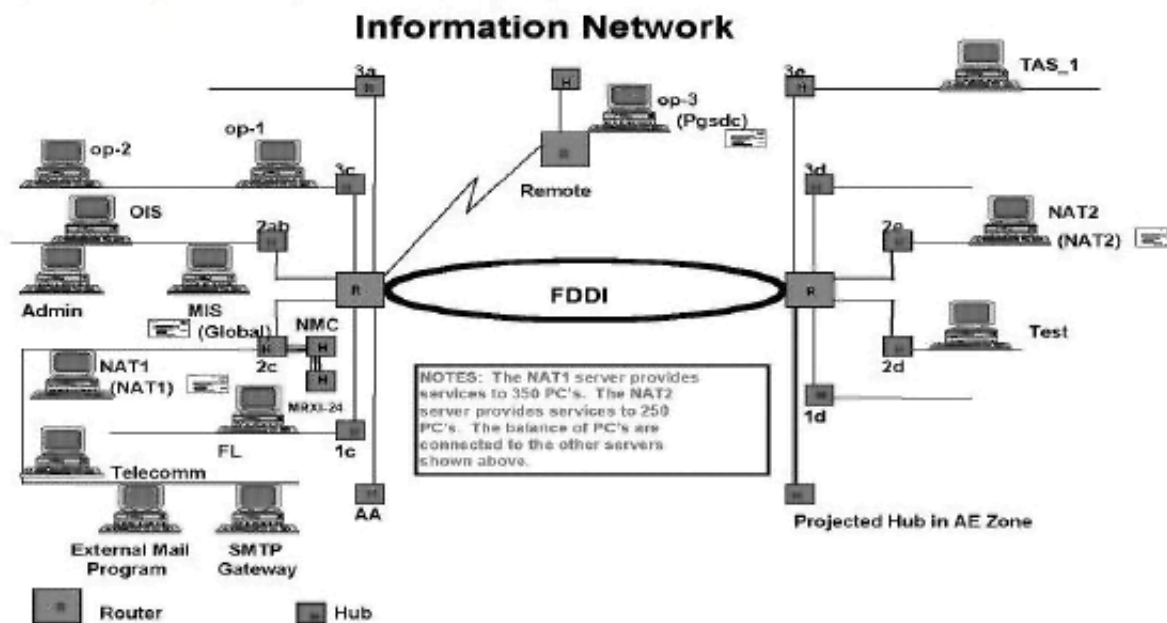 Information Network
3a
3e
TAS_1
H
H
H
op-3
(Pgsdc)
op-1
op-2
3c
R
Remote
3d
H
H
OIS
2ab
H
NAT2
(NAT2)
2e
H
R
FDDI
R
Admin
MIS
(Global)
NMC
Test
H
H
2c
H
2d
H
NAT1
(NAT1)
MRXI-24
NOTES: The NAT1 server provides
services to 350 PC's. The NAT2
server provides services to 250
PC's. The balance of PC's are
connected to the other servers
shown above.
1d
H
FL
1c
H
Telecomm
H
AA
H
Projected Hub in AE Zone
External Mail
Program
SMTP
Gateway
R
Router
H
Hub